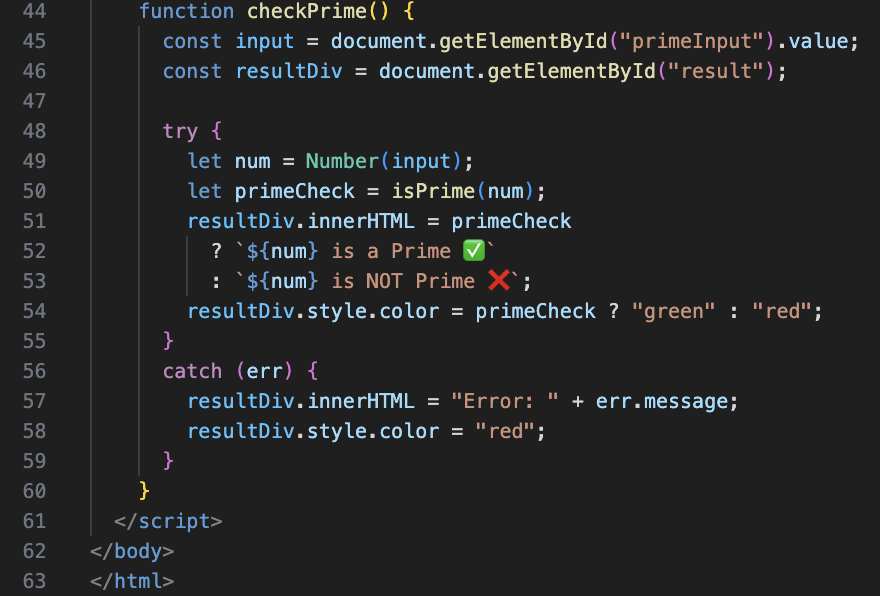 44 function checkPrime() {
45 const input = document.getElementById("primeInput").value;
46 const resultDiv = document.getElementById("result");
47
48 try {
49 let num = Number(input);
50 let primeCheck = isPrime(num);
51 resultDiv.innerHTML = primeCheck
52 ? `${num} is a Prime ✅`
53 : `${num} is NOT Prime ❌`;
54 resultDiv.style.color = primeCheck ? "green" : "red";
55 }
56 catch (err) {
57 resultDiv.innerHTML = "Error: " + err.message;
58 resultDiv.style.color = "red";
59 }
60 }
61 </script>
62 </body>
63 </html>